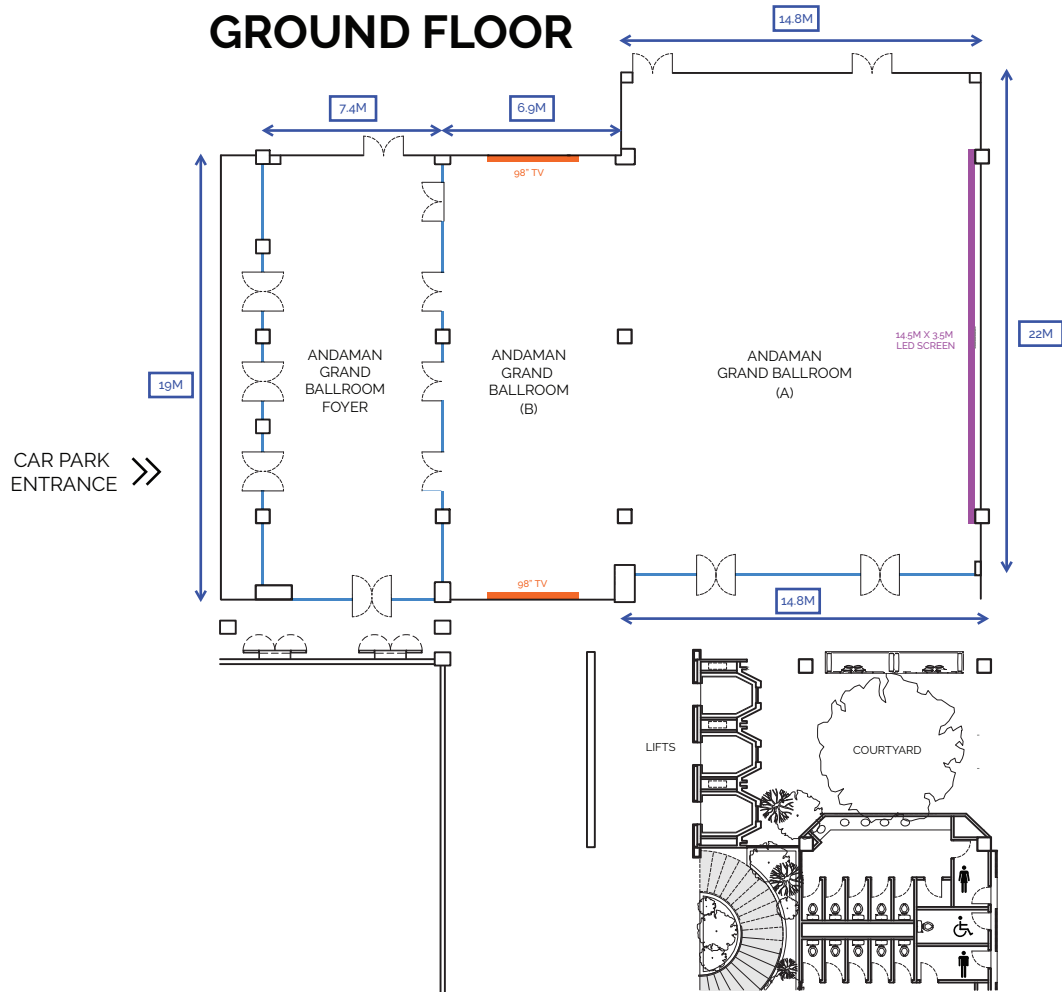 GROUND FLOOR
14.8M
7.4M
6.9M
98" TV
14.5M X 3.5M
LED SCREEN
22M
ANDAMAN
GRAND
BALLROOM
FOYER
ANDAMAN
GRAND
BALLROOM
(B)
ANDAMAN
GRAND BALLROOM
(A)
19M
CAR PARK
ENTRANCE
98" TV
14.8M
LIFTS
COURTYARD